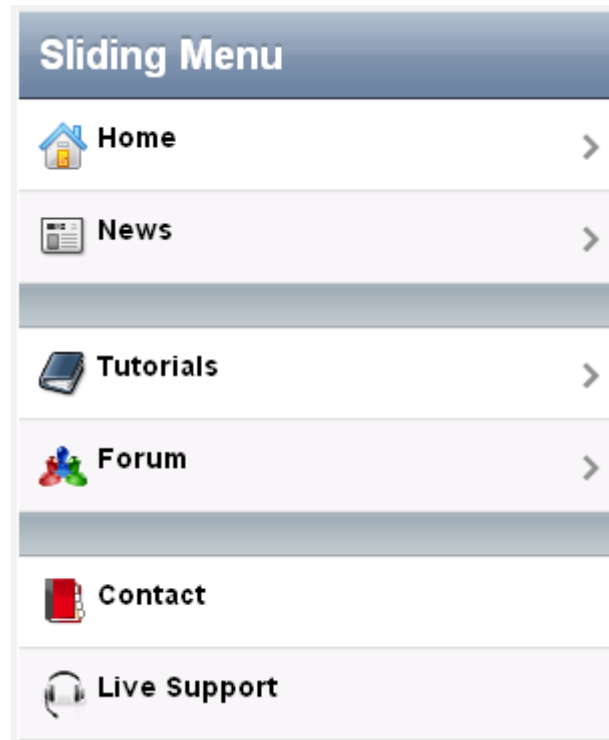 Sliding Menu
Home
News
Tutorials
Forum
Contact
Live Support